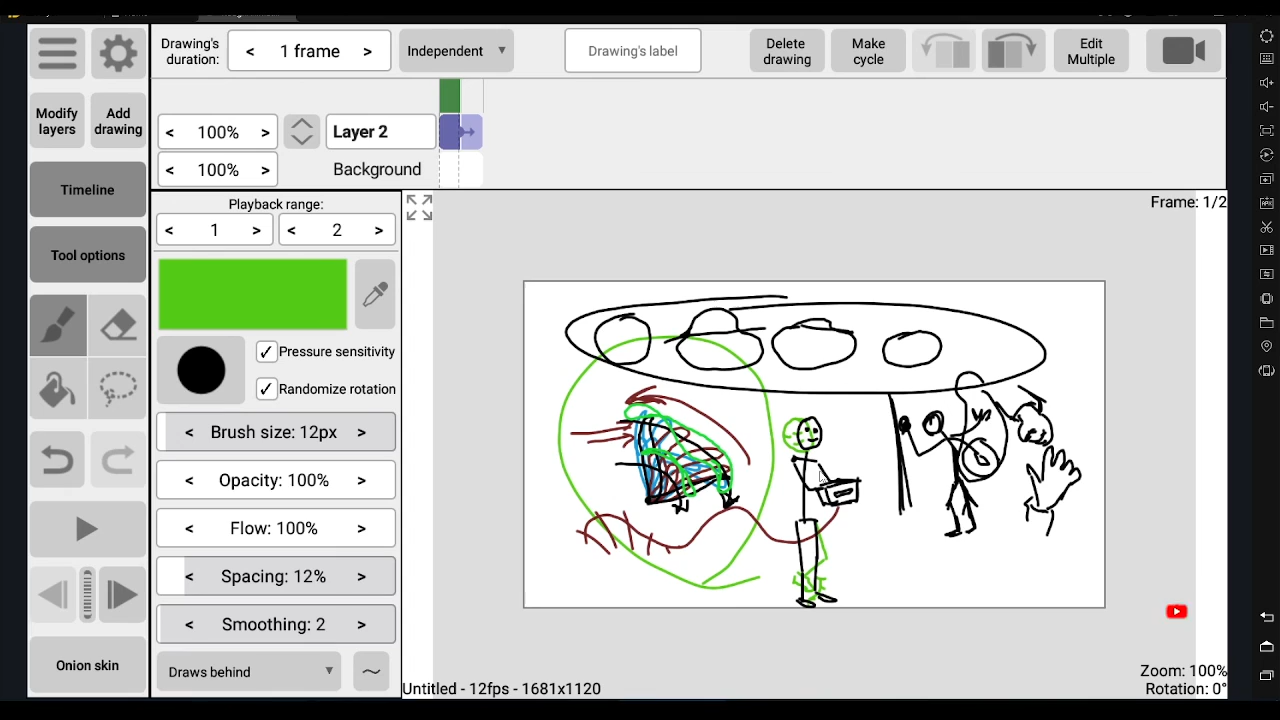 Drawing's duration:
< 1 frame >
Independent ▼
Drawing's label
Delete drawing
Make cycle
Edit Multiple
Modify layers
Add drawing
< 100% >
Layer 2
< 100% >
Background
Timeline
Playback range:
< 1 >
< 2 >
Frame: 1/2
Tool options
✓ Pressure sensitivity
✓ Randomize rotation
< Brush size: 12px >
< Opacity: 100% >
< Flow: 100% >
< Spacing: 12% >
< Smoothing: 2 >
Onion skin
Draws behind ▼
Untitled - 12fps - 1681x1120
Zoom: 100%
Rotation: 0°